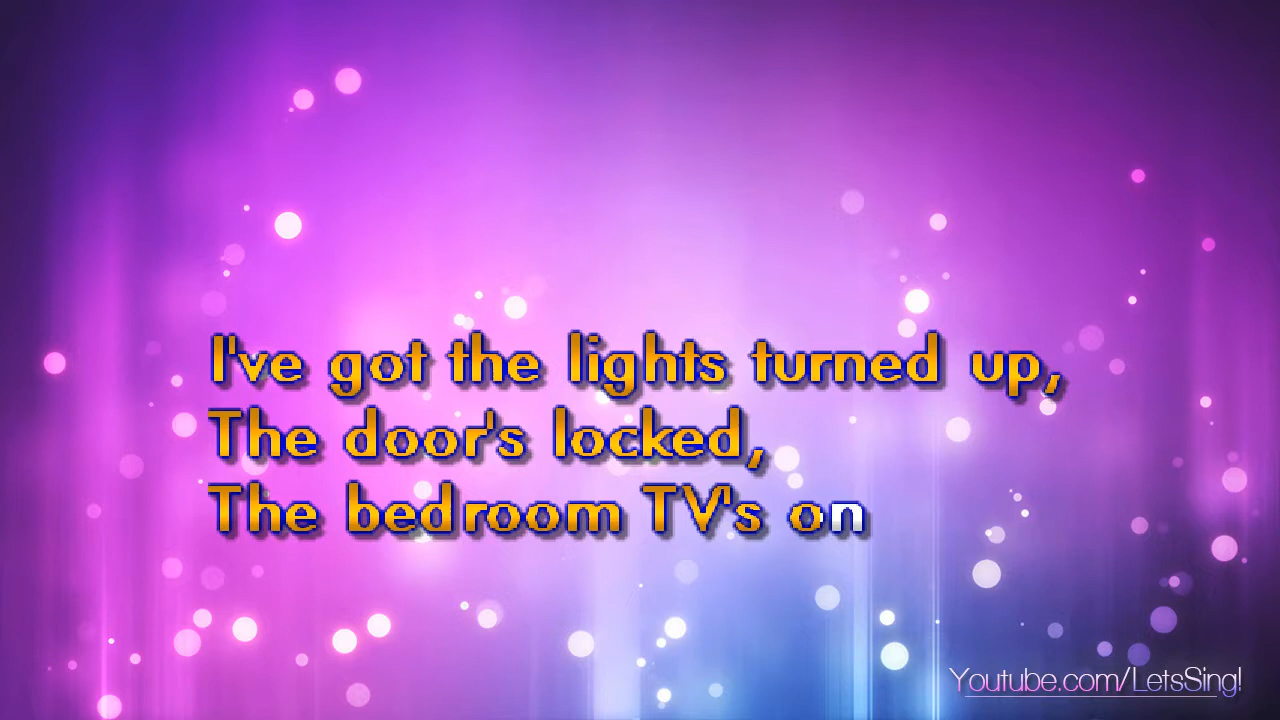 I've got the lights turned up,
The door's locked,
The bedroom TV's on
Youtube.com/LetsSing!